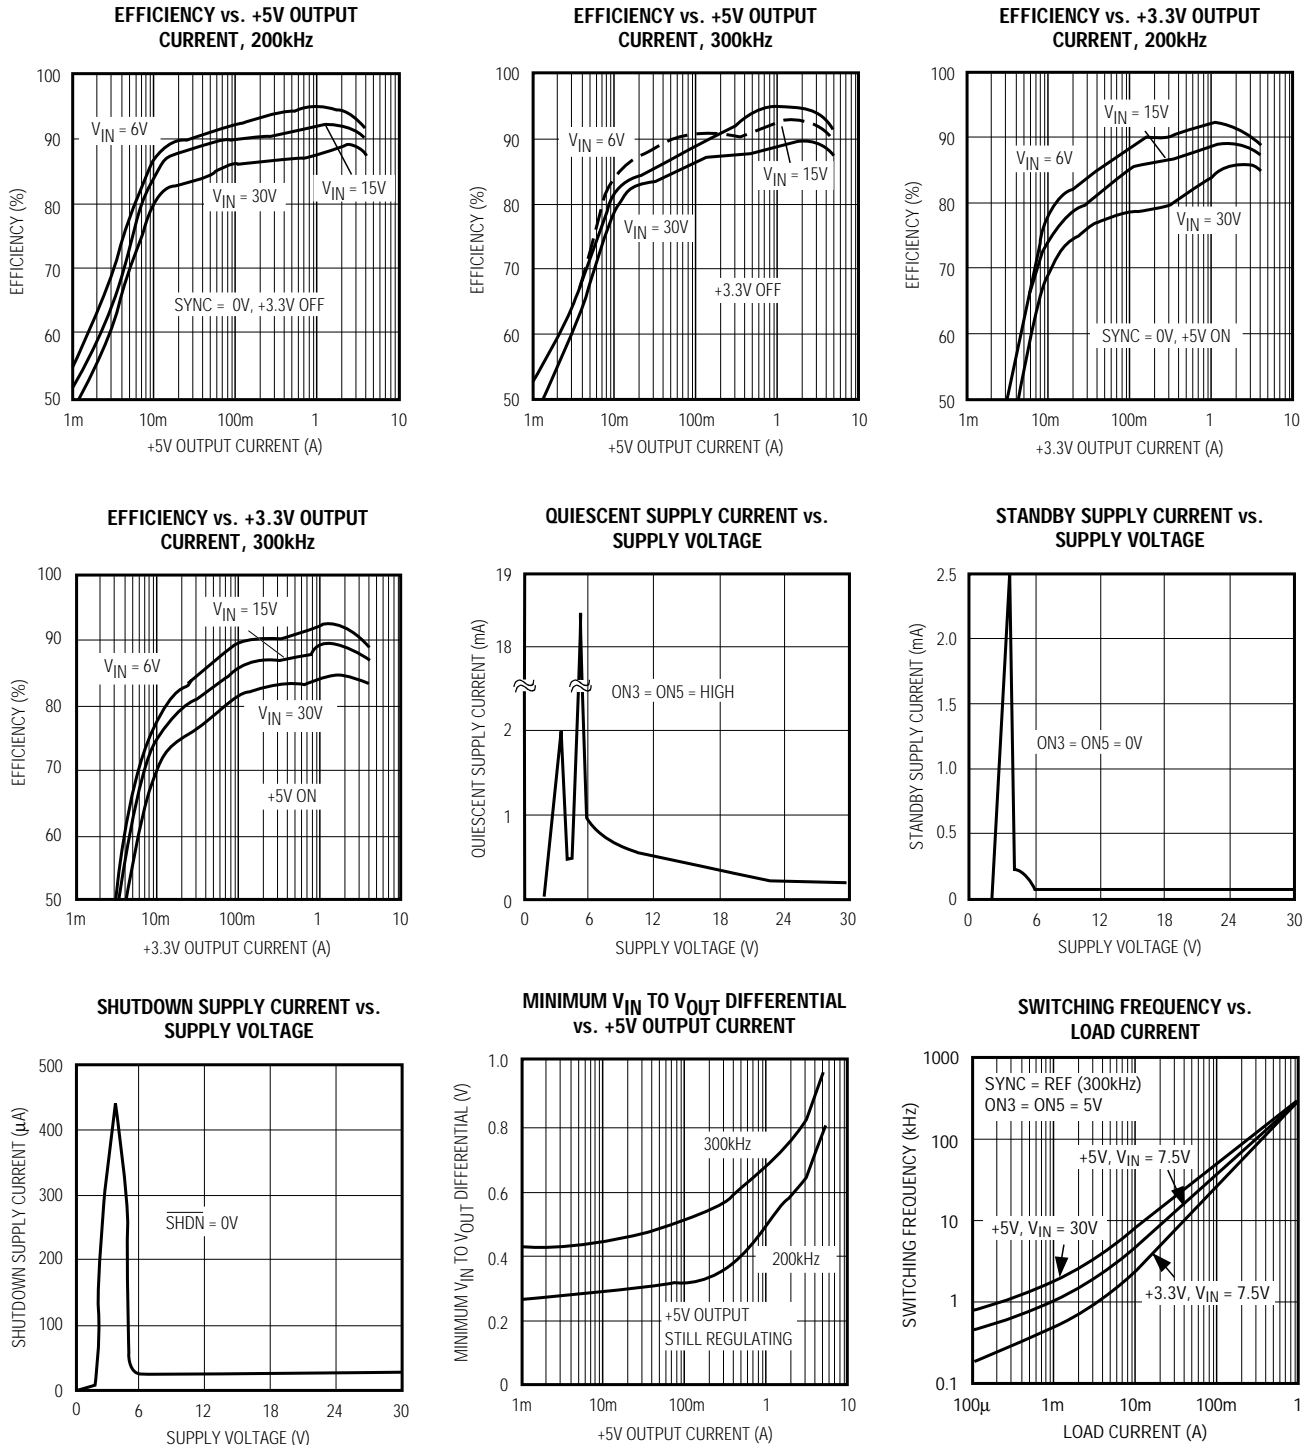 EFFICIENCY vs. +5V OUTPUT
CURRENT, 200kHz
100
90
80
70
60
50
EFFICIENCY (%)
VIN = 6V
VIN = 15V
VIN = 30V
SYNC = 0V, +3.3V OFF
1m
10m
100m
1
10
+5V OUTPUT CURRENT (A)
EFFICIENCY vs. +5V OUTPUT
CURRENT, 300kHz
100
90
80
70
60
50
EFFICIENCY (%)
VIN = 6V
VIN = 15V
VIN = 30V
+3.3V OFF
1m
10m
100m
1
10
+5V OUTPUT CURRENT (A)
EFFICIENCY vs. +3.3V OUTPUT
CURRENT, 200kHz
100
90
80
70
60
50
EFFICIENCY (%)
VIN = 15V
VIN = 6V
VIN = 30V
SYNC = 0V, +5V ON
1m
10m
100m
1
10
+3.3V OUTPUT CURRENT (A)
EFFICIENCY vs. +3.3V OUTPUT
CURRENT, 300kHz
100
90
80
70
60
50
EFFICIENCY (%)
VIN = 15V
VIN = 6V
VIN = 30V
+5V ON
1m
10m
100m
1
10
+3.3V OUTPUT CURRENT (A)
QUIESCENT SUPPLY CURRENT vs.
SUPPLY VOLTAGE
19
18
2
1
0
QUIESCENT SUPPLY CURRENT (mA)
ON3 = ON5 = HIGH
0
6
12
18
24
30
SUPPLY VOLTAGE (V)
STANDBY SUPPLY CURRENT vs.
SUPPLY VOLTAGE
2.5
2.0
1.5
1.0
0.5
0
STANDBY SUPPLY CURRENT (mA)
ON3 = ON5 = 0V
0
6
12
18
24
30
SUPPLY VOLTAGE (V)
SHUTDOWN SUPPLY CURRENT vs.
SUPPLY VOLTAGE
500
400
300
200
100
0
SHUTDOWN SUPPLY CURRENT (µA)
SHDN = 0V
0
6
12
18
24
30
SUPPLY VOLTAGE (V)
MINIMUM VIN TO VOUT DIFFERENTIAL
vs. +5V OUTPUT CURRENT
1.0
0.8
0.6
0.4
0.2
0
MINIMUM VIN TO VOUT DIFFERENTIAL (V)
300kHz
200kHz
+5V OUTPUT
STILL REGULATING
1m
10m
100m
1
10
+5V OUTPUT CURRENT (A)
SWITCHING FREQUENCY vs.
LOAD CURRENT
1000
100
10
1
0.1
SWITCHING FREQUENCY (kHz)
SYNC = REF (300kHz)
ON3 = ON5 = 5V
+5V, VIN = 7.5V
+5V, VIN = 30V
+3.3V, VIN = 7.5V
100µ
1m
10m
100m
1
LOAD CURRENT (A)